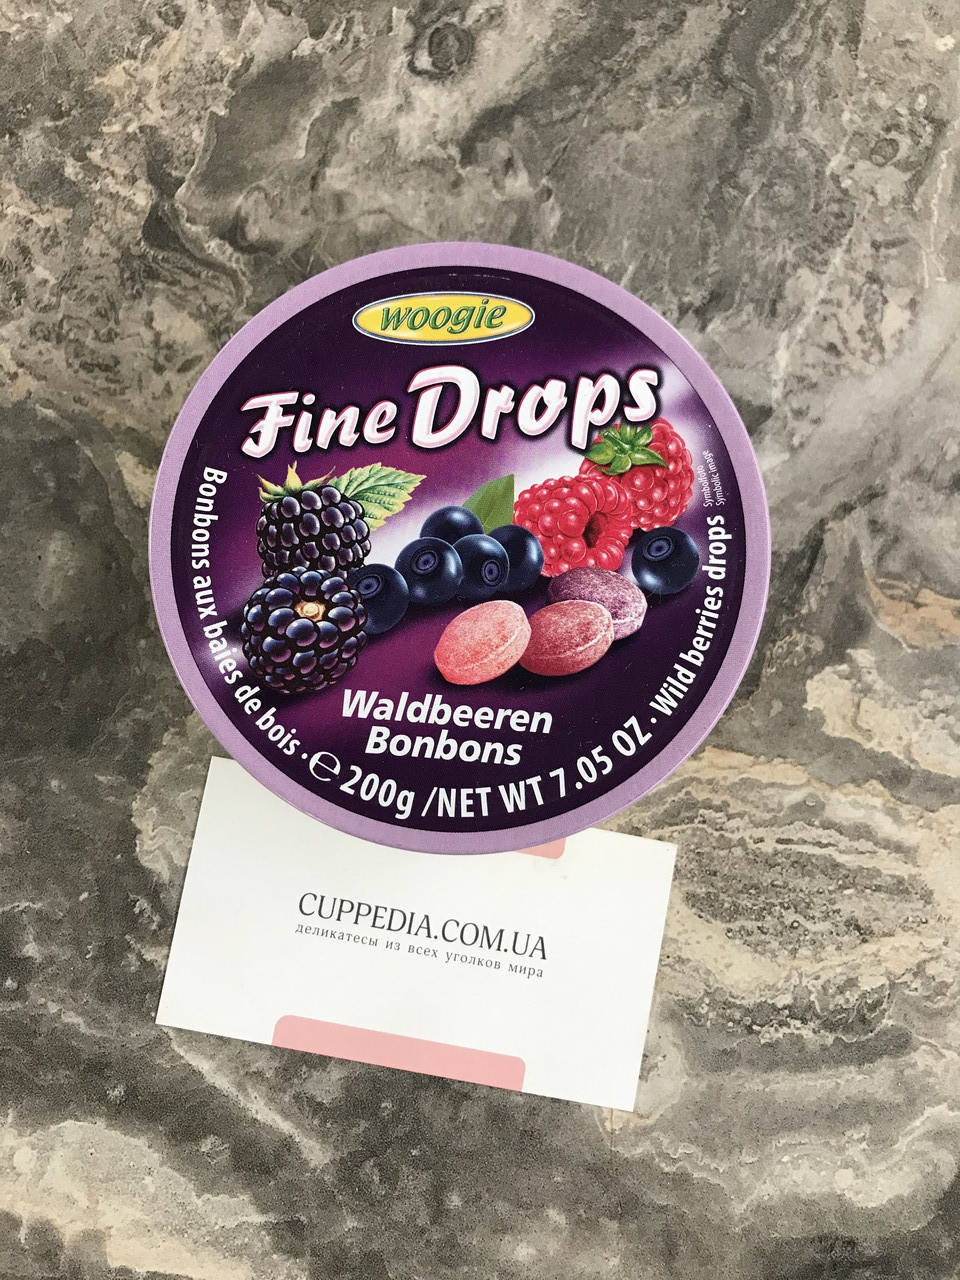 woogie
Fine Drops
Symbolfoto
Symbolic image
Bonbons aux baies de bois · ℮ 200g /NET WT 7.05 OZ · Wild berries drops
Waldbeeren
Bonbons
CUPPEDIA.COM.UA
деликатесы из всех уголков мира